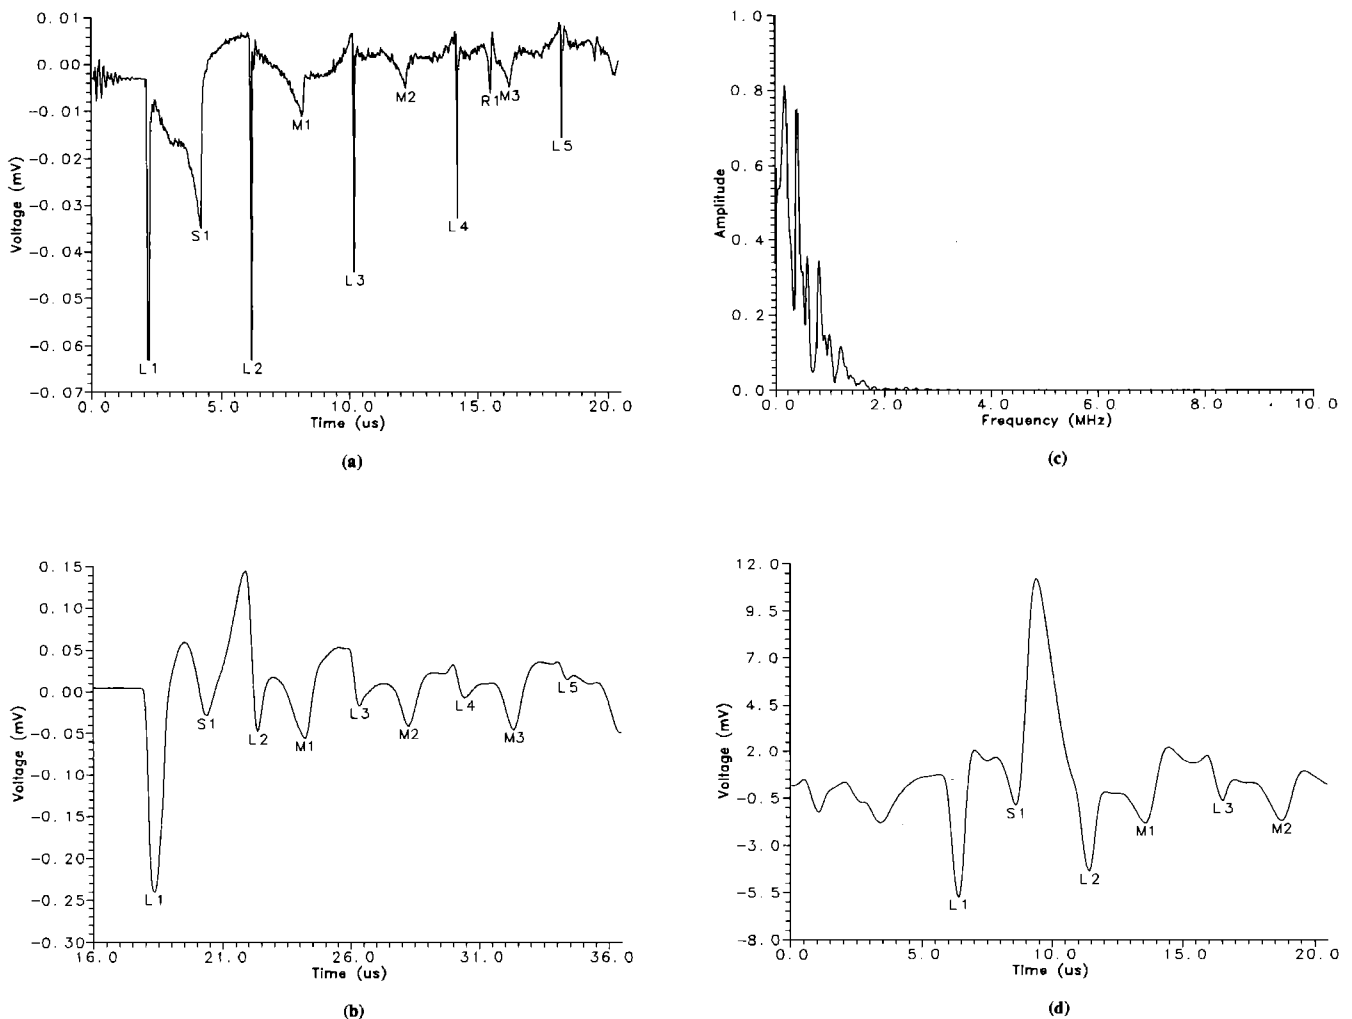 0. 01
0. 00
-0. 01
-0. 02
-0. 03
-0. 04
-0. 05
-0. 06
-0. 07
Voltage (mV)
L1
S1
L2
M1
L3
M2
L4
R1
M3
L5
0. 0
5. 0
10. 0
15. 0
20. 0
Time (us)
(a)
1. 0
0. 8
0. 6
0. 4
0. 2
0. 0
Amplitude
0. 0
2. 0
4. 0
6. 0
8. 0
10. 0
Frequency (MHz)
(c)
0. 15
0. 10
0. 05
0. 00
-0. 05
-0. 10
-0. 15
-0. 20
-0. 25
-0. 30
Voltage (mV)
L1
S1
L2
M1
L3
M2
L4
M3
L5
16. 0
21. 0
26. 0
31. 0
36. 0
Time (us)
(b)
12. 0
9. 5
7. 0
4. 5
2. 0
-0. 5
-3. 0
-5. 5
-8. 0
Voltage (mV)
L1
S1
L2
M1
L3
M2
0. 0
5. 0
10. 0
15. 0
20. 0
Time (us)
(d)